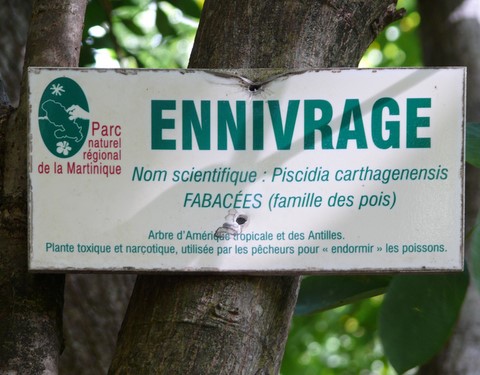 Parc
naturel
régional
de la Martinique
ENNIVRAGE
Nom scientifique : Piscidia carthagenensis
FABACÉES (famille des pois)
Arbre d'Amérique tropicale et des Antilles.
Plante toxique et narcotique, utilisée par les pêcheurs pour « endormir » les poissons.